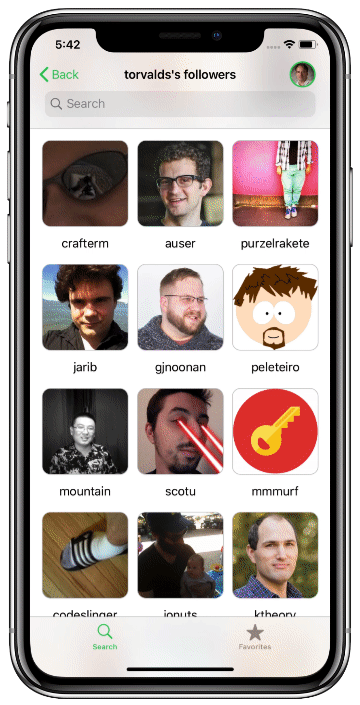 5:42
Back
torvalds's followers
Search
crafterm
auser
purzelrakete
jarib
gjnoonan
peleteiro
mountain
scotu
mmmurf
codeslinger
jonuts
ktheory
Search
Favorites